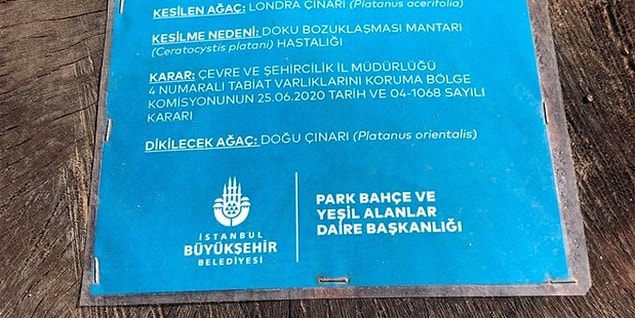 KESİLEN AĞAÇ: LONDRA ÇINARI (Platanus acerifolia)
KESİLME NEDENİ: DOKU BOZUKLAŞMASI MANTARI
(Ceratocystis platani) HASTALIĞI
KARAR: ÇEVRE VE ŞEHİRCİLİK İL MÜDÜRLÜĞÜ
4 NUMARALI TABİAT VARLIKLARINI KORUMA BÖLGE
KOMİSYONUNUN 25.06.2020 TARİH VE 04-1068 SAYILI
KARARI
DİKİLECEK AĞAÇ: DOĞU ÇINARI (Platanus orientalis)
İSTANBUL
BÜYÜKŞEHİR
BELEDİYESİ
PARK BAHÇE VE
YEŞİL ALANLAR
DAİRE BAŞKANLIĞI